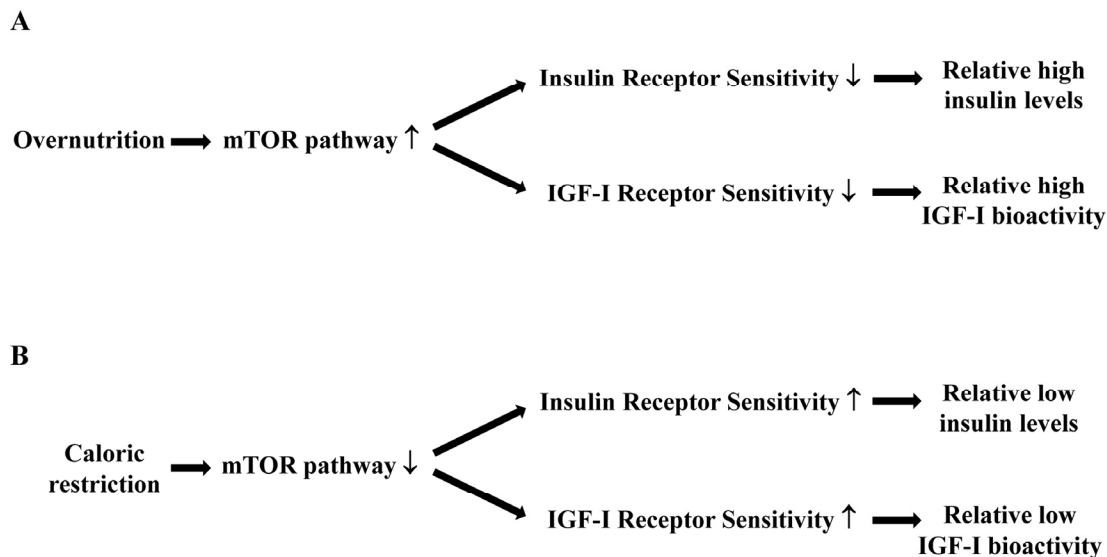 A
Overnutrition
mTOR pathway ↑
Insulin Receptor Sensitivity ↓
Relative high
insulin levels
IGF-I Receptor Sensitivity ↓
Relative high
IGF-I bioactivity
B
Caloric
restriction
mTOR pathway ↓
Insulin Receptor Sensitivity ↑
Relative low
insulin levels
IGF-I Receptor Sensitivity ↑
Relative low
IGF-I bioactivity